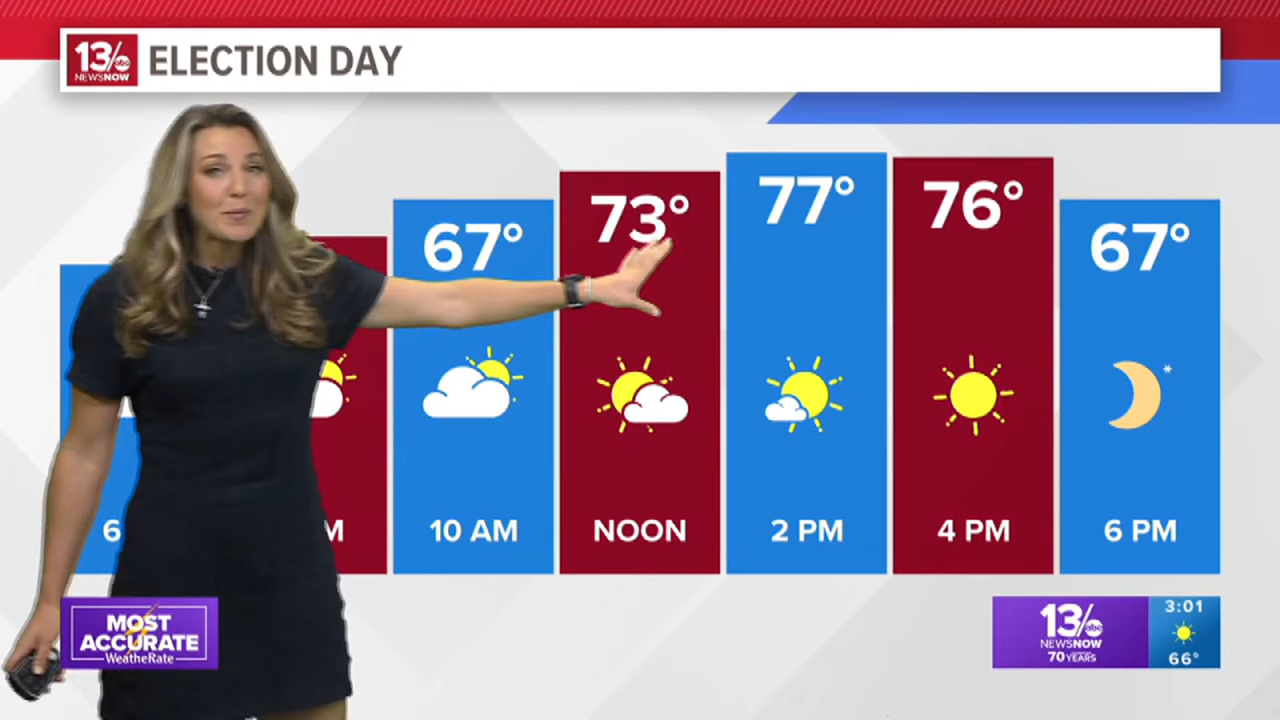 13 abc
NEWSNOW
ELECTION DAY
67°
73°
77°
76°
67°
6
M
10 AM
NOON
2 PM
4 PM
6 PM
MOST
ACCURATE
WeatheRate
13 abc
NEWSNOW
70 YEARS
3:01
66°